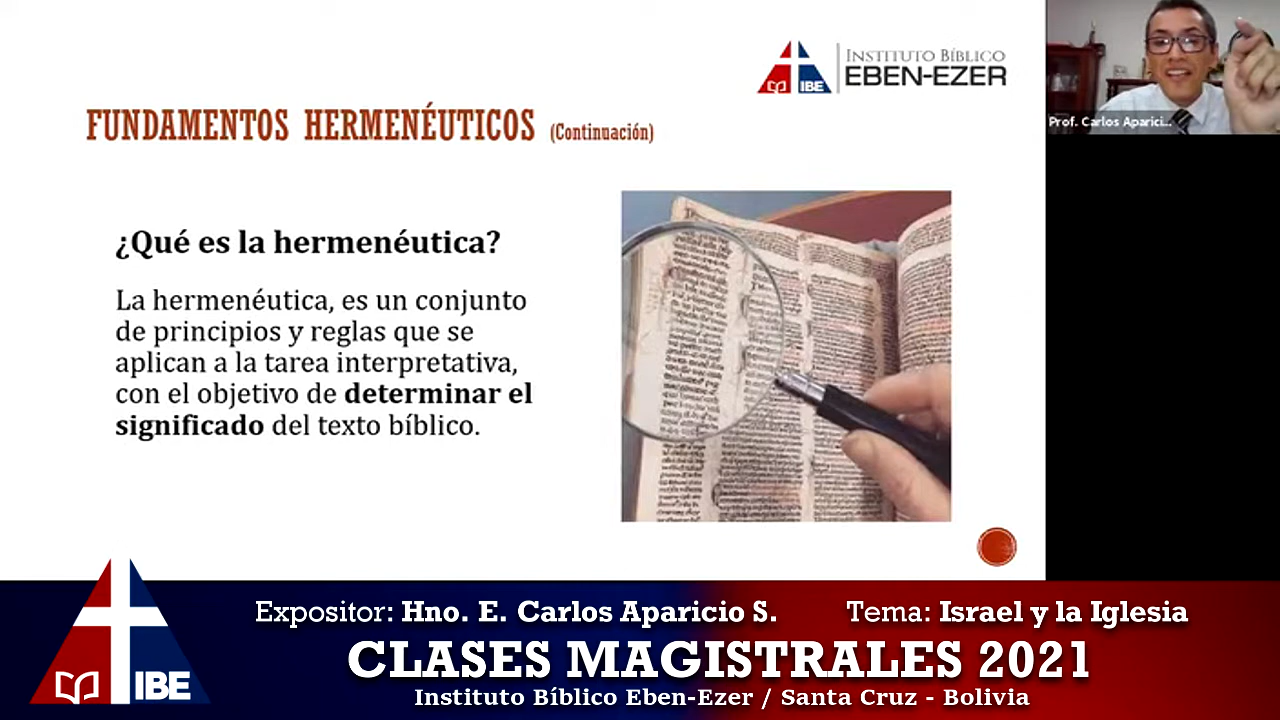 INSTITUTO BÍBLICO
EBEN-EZER
IBE
FUNDAMENTOS HERMENÉUTICOS (Continuación)
Prof. Carlos Aparici...
¿Qué es la hermenéutica?
La hermenéutica, es un conjunto
de principios y reglas que se
aplican a la tarea interpretativa,
con el objetivo de determinar el
significado del texto bíblico.
Expositor: Hno. E. Carlos Aparicio S. Tema: Israel y la Iglesia
CLASES MAGISTRALES 2021
Instituto Bíblico Eben-Ezer / Santa Cruz - Bolivia
IBE